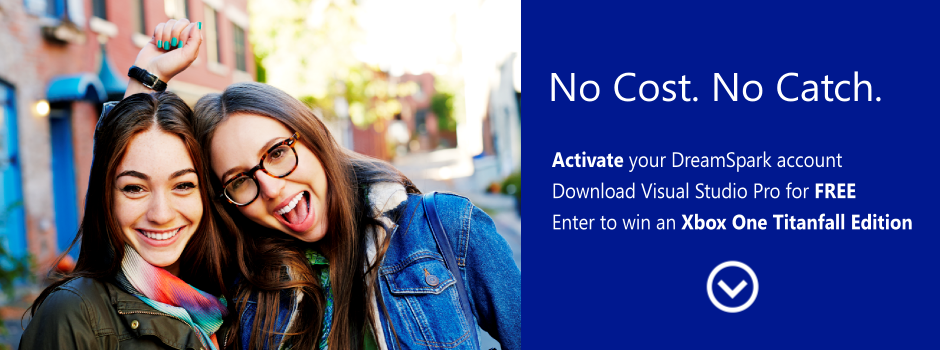 No Cost. No Catch.
Activate your DreamSpark account
Download Visual Studio Pro for FREE
Enter to win an Xbox One Titanfall Edition